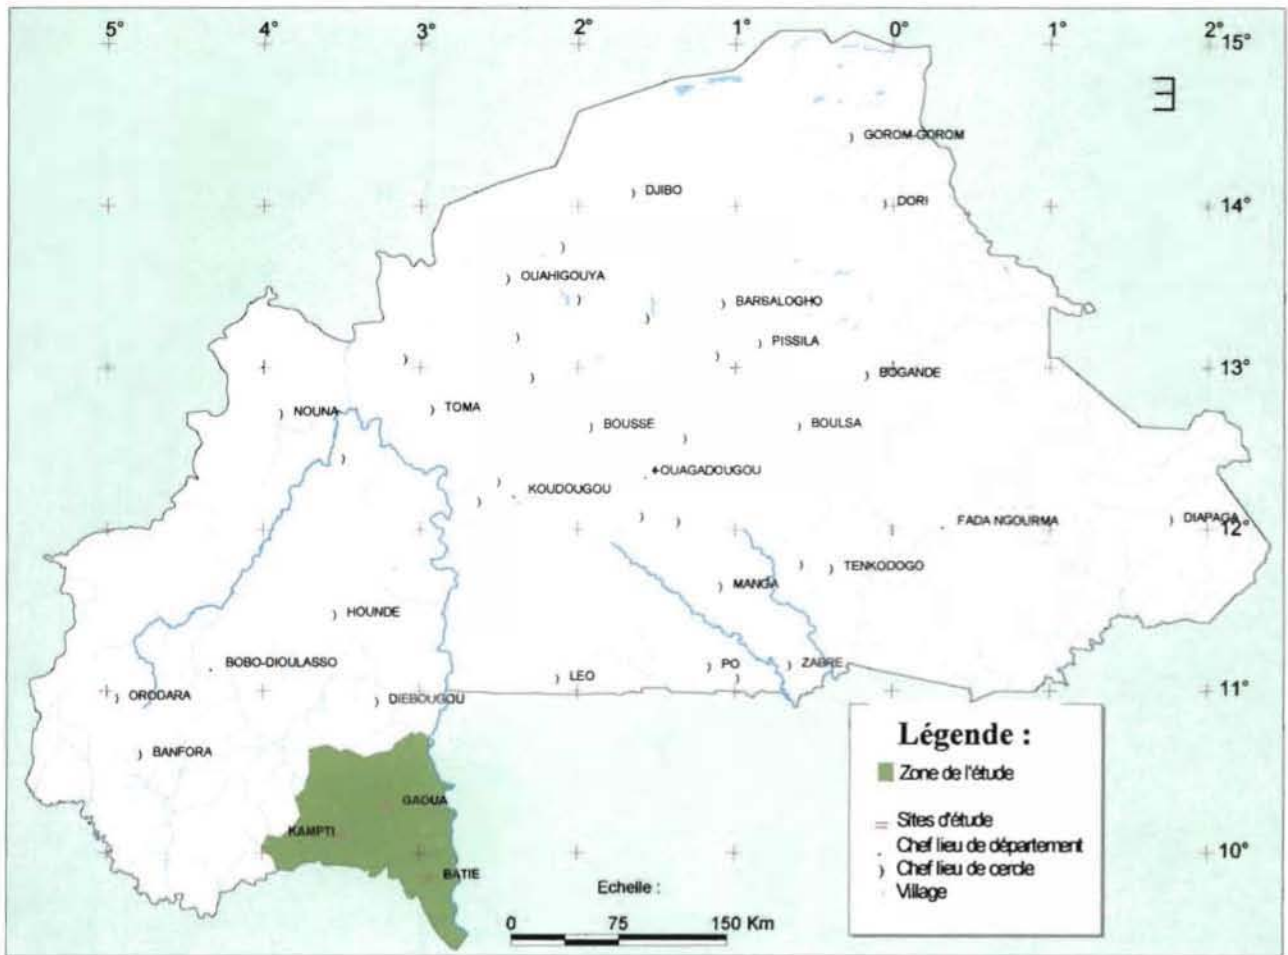 5° 4° 3° 2° 1° 0° 1° 2°
15°
E
GOROM-GOROM
DJIBO
DORI
14°
OUAHIGOUYA
BARSALOGHO
PISSILA
13°
BOGANDE
NOUNA
TOMA
BOUSSE
BOULSA
OUAGADOUGOU
KOUDOUGOU
FADA NGOURMA
DIAPAGA
12°
TENKODOGO
MANGA
HOUNDE
BOBO-DIOULASSO
PO
ZABRE
LEO
ORODARA
DIEBOUGOU
11°
BANFORA
GAOUA
KAMPTI
BATIE
10°
Légende :
Zone de l'étude
Sites d'étude
Chef lieu de département
Chef lieu de cercle
Village
Echelle :
0 75 150 Km